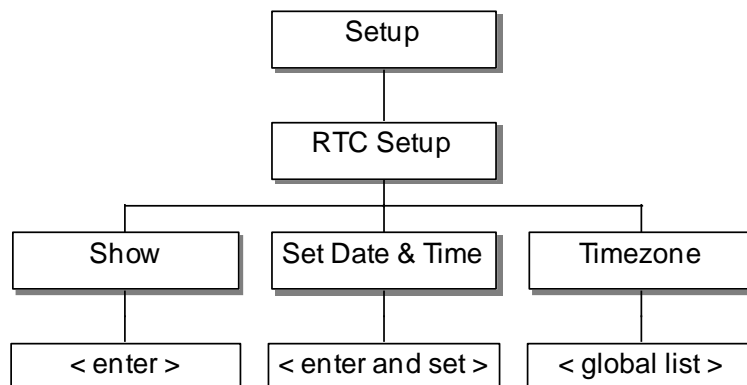 Setup
RTC Setup
Show
Set Date & Time
Timezone
< enter >
< enter and set >
< global list >